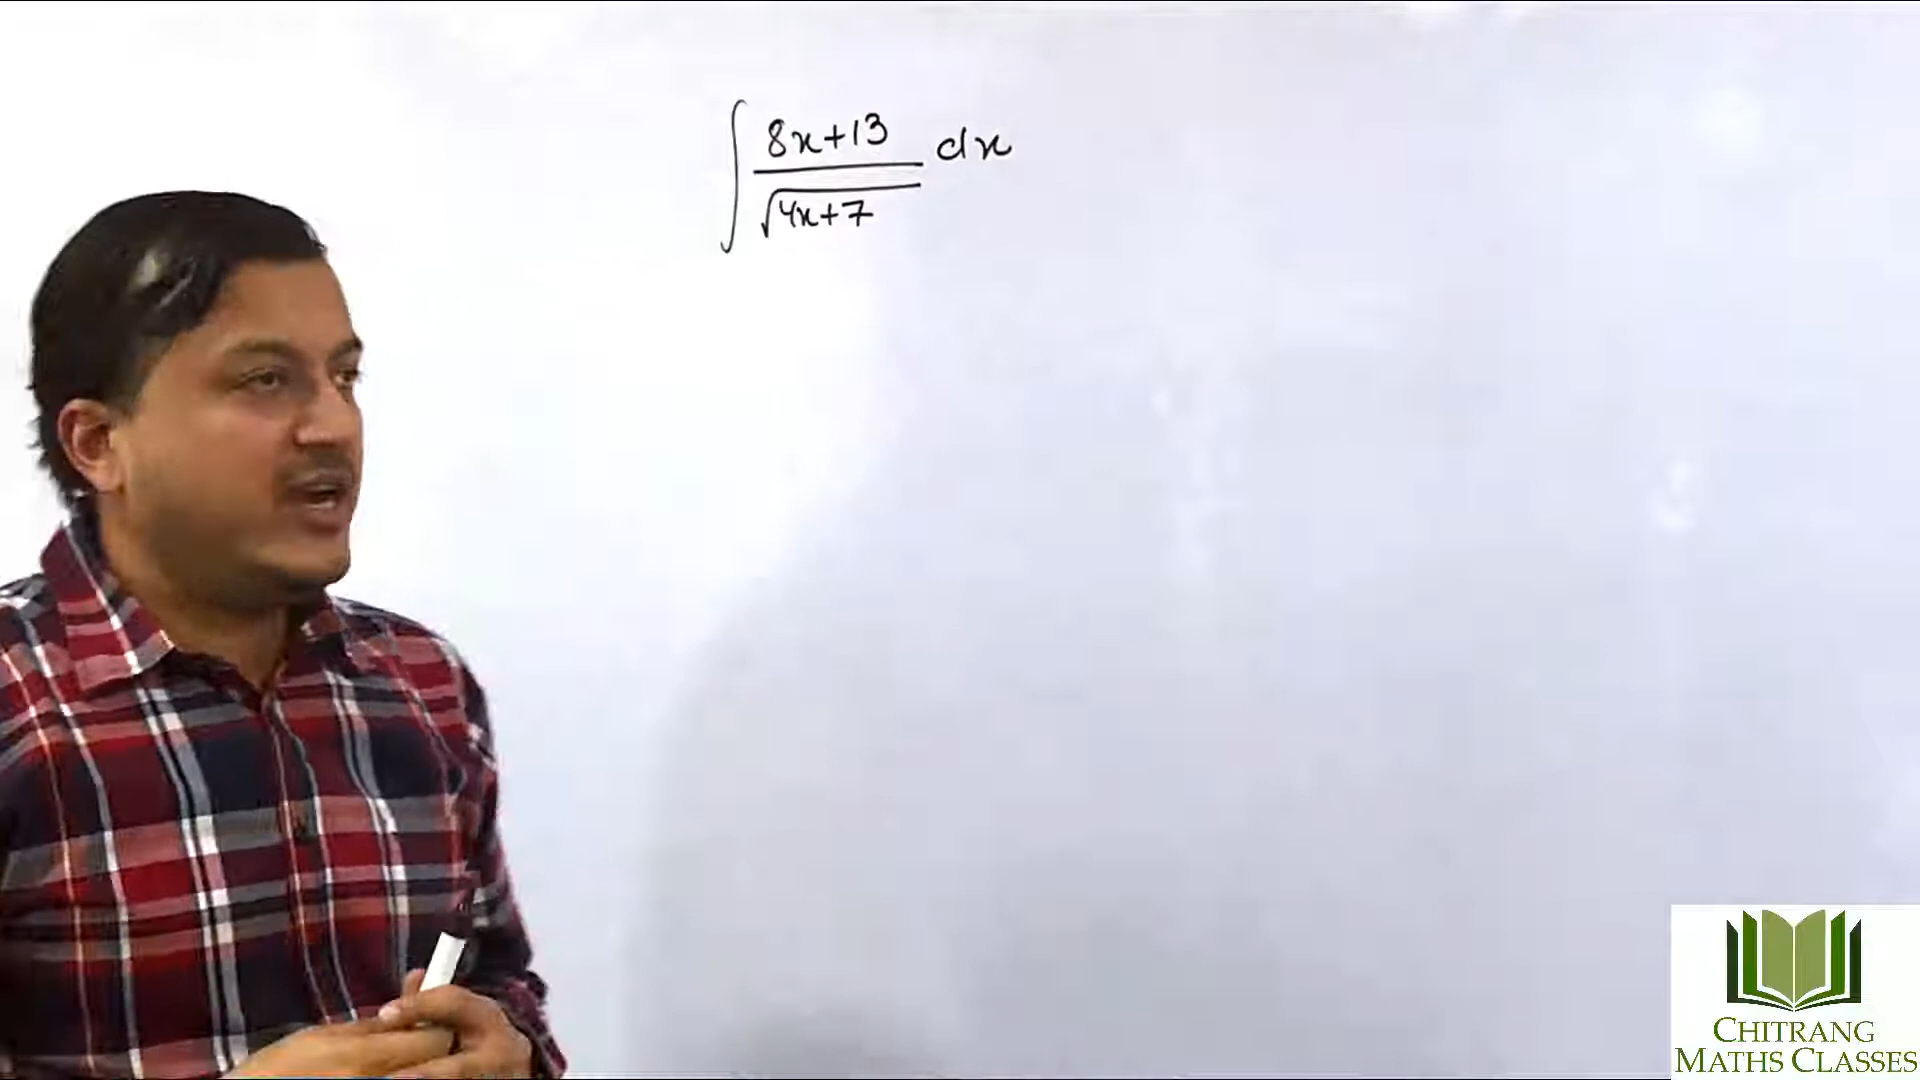 ∫ 8x+13 / √4x+7 dx
CHITRANG
MATHS CLASSES